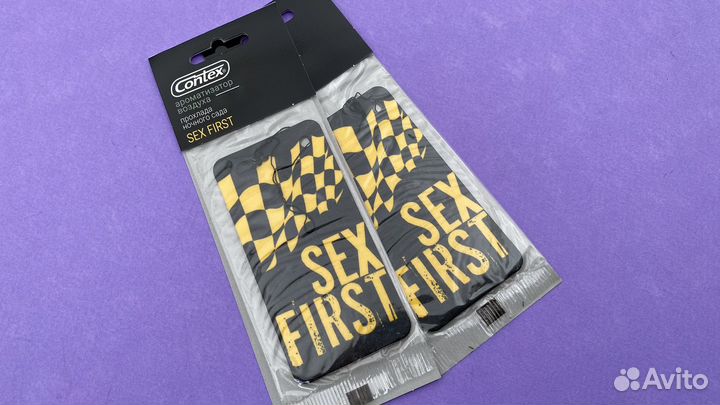 Contex
ароматизатор
воздуха
прохлада
ночного сада
SEX FIRST
SEX
FIRST
SEX
FIRST
Avito